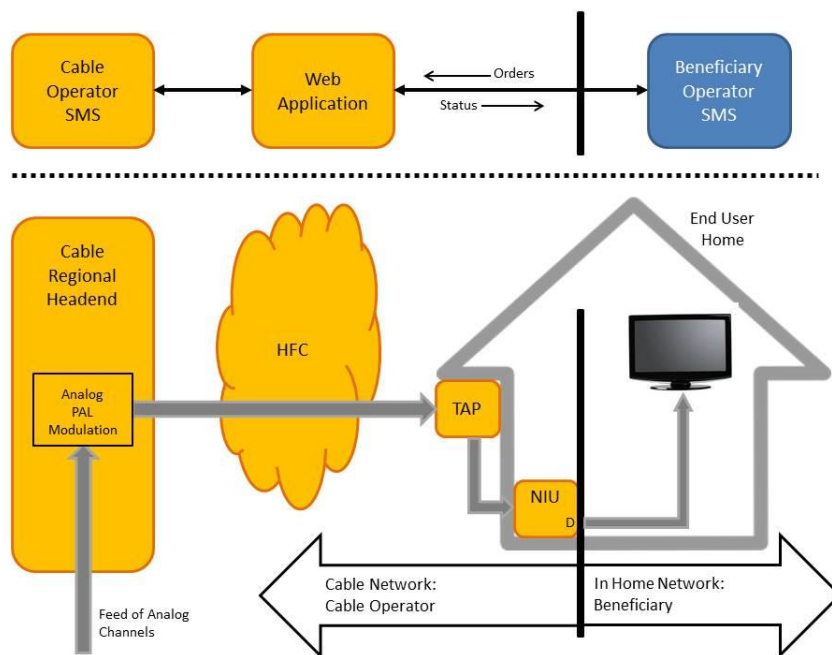 Cable
Operator
SMS
Web
Application
Orders
Status
Beneficiary
Operator
SMS
Cable
Regional
Headend
End User
Home
HFC
Analog
PAL
Modulation
TAP
NIU
D
Cable Network:
Cable Operator
In Home Network:
Beneficiary
Feed of Analog
Channels